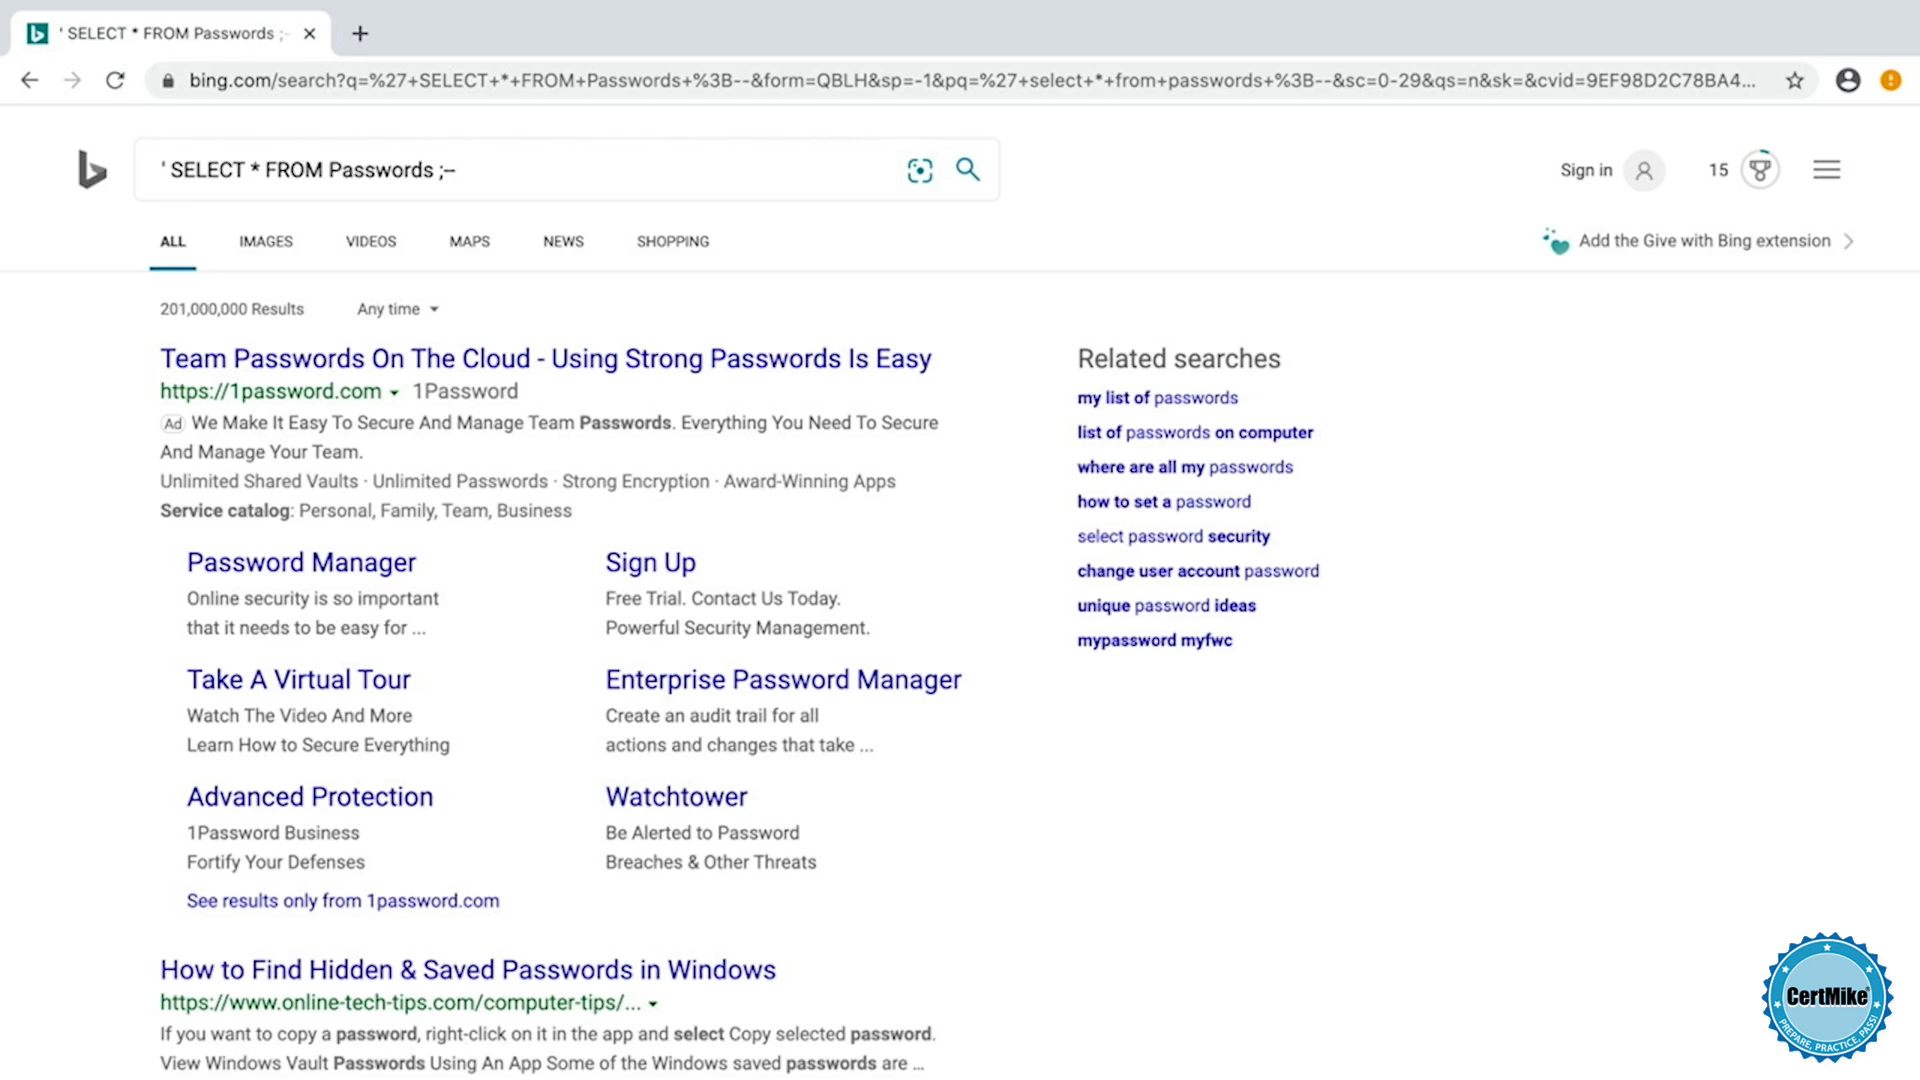 ' SELECT * FROM Passwords ;-
bing.com/search?q=%27+SELECT+*+FROM+Passwords+%3B--&form=QBLH&sp=-1&pq=%27+select+*+from+passwords+%3B--&sc=0-29&qs=n&sk=&cvid=9EF98D2C78BA4...
' SELECT * FROM Passwords ;--
Sign in
15
ALL IMAGES VIDEOS MAPS NEWS SHOPPING
Add the Give with Bing extension
201,000,000 Results Any time
Team Passwords On The Cloud - Using Strong Passwords Is Easy
https://1password.com 1Password
Ad We Make It Easy To Secure And Manage Team Passwords. Everything You Need To Secure
And Manage Your Team.
Unlimited Shared Vaults · Unlimited Passwords · Strong Encryption · Award-Winning Apps
Service catalog: Personal, Family, Team, Business
Password Manager
Online security is so important
that it needs to be easy for ...
Sign Up
Free Trial. Contact Us Today.
Powerful Security Management.
Take A Virtual Tour
Watch The Video And More
Learn How to Secure Everything
Enterprise Password Manager
Create an audit trail for all
actions and changes that take ...
Advanced Protection
1Password Business
Fortify Your Defenses
Watchtower
Be Alerted to Password
Breaches & Other Threats
See results only from 1password.com
How to Find Hidden & Saved Passwords in Windows
https://www.online-tech-tips.com/computer-tips/...
If you want to copy a password, right-click on it in the app and select Copy selected password.
View Windows Vault Passwords Using An App Some of the Windows saved passwords are ...
Related searches
my list of passwords
list of passwords on computer
where are all my passwords
how to set a password
select password security
change user account password
unique password ideas
mypassword myfwc
CertMike®
PREPARE, PRACTICE, PASS!